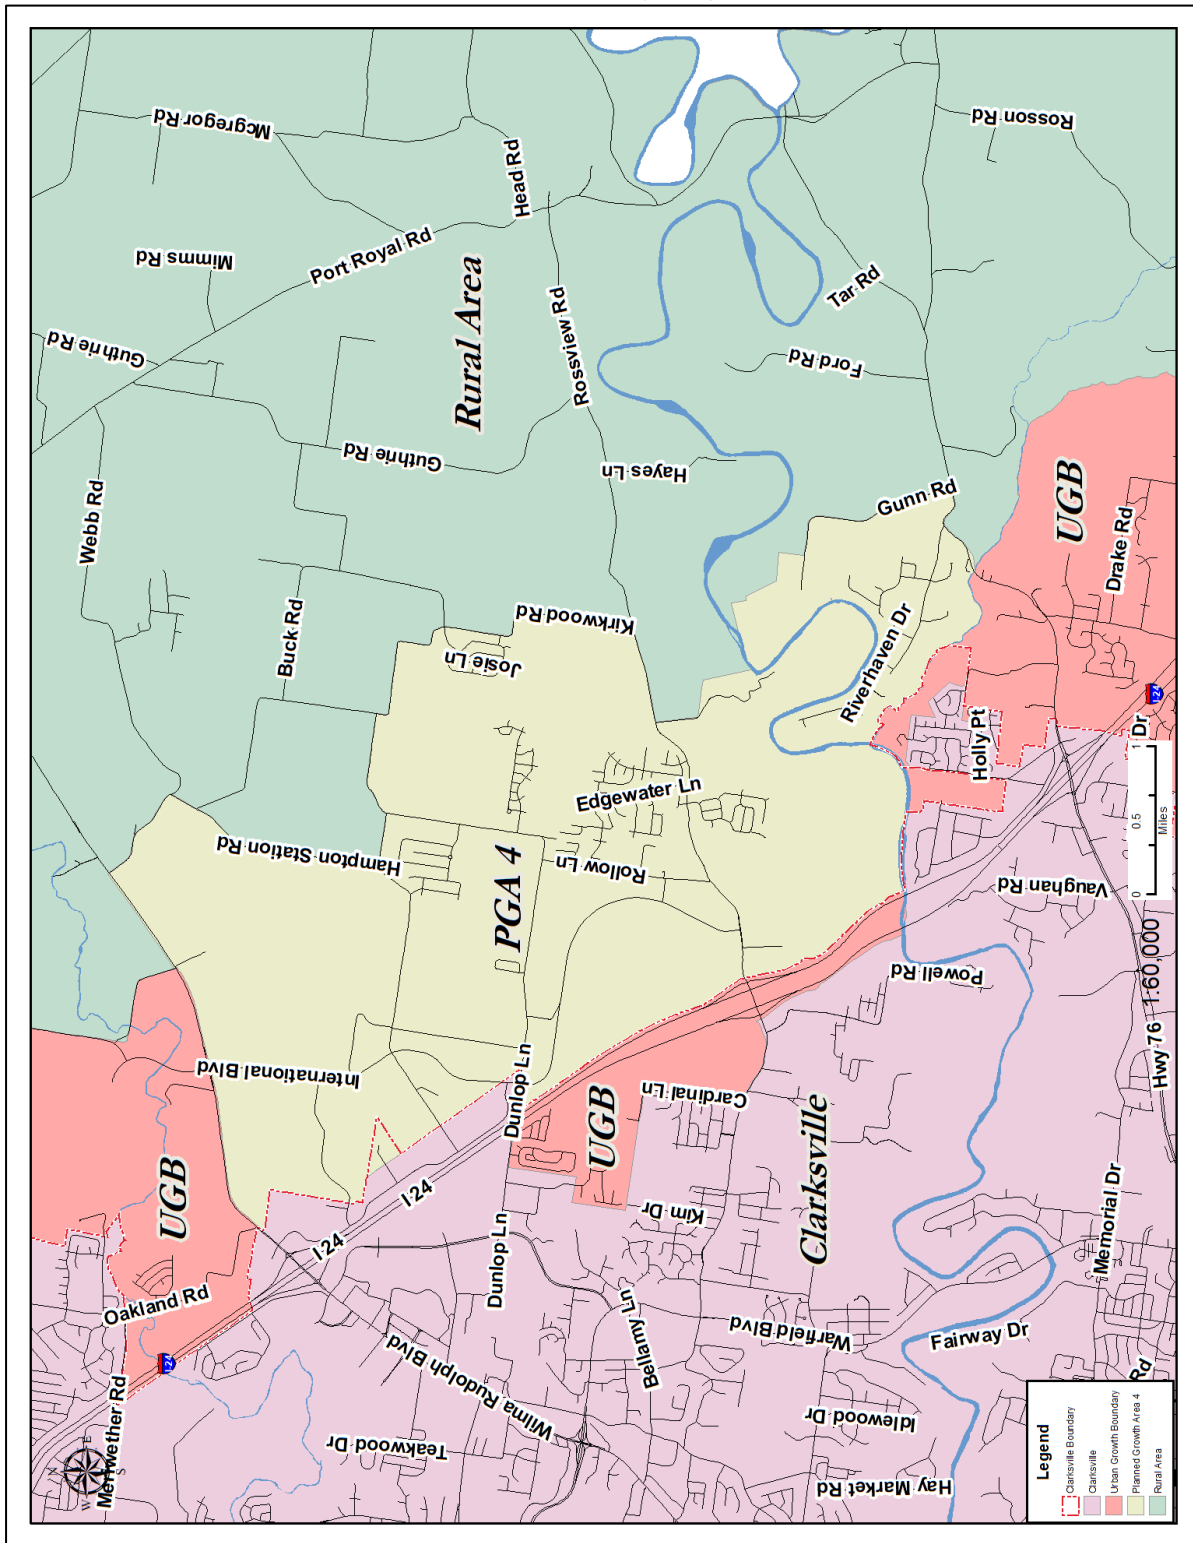 Mcgregor Rd
Rosson Rd
Head Rd
Mimms Rd
Port Royal Rd
Tar Rd
Rural Area
Rossview Rd
Guthrie Rd
Ford Rd
Guthrie Rd
Hayes Ln
Webb Rd
Gunn Rd
UGB
Drake Rd
Buck Rd
Kirkwood Rd
Josie Ln
Riverhaven Dr
I-24
Holly Pt
Dr
Edgewater Ln
Hampton Station Rd
Rollow Ln
PGA 4
Vaughan Rd
0 0.5 1
Miles
1:60,000
Powell Rd
Hwy 76
International Blvd
Dunlop Ln
Cardinal Ln
UGB
UGB
Clarksville
I 24
Kim Dr
Memorial Dr
I 24
Dunlop Ln
Oakland Rd
Bellamy Ln
Warfield Blvd
Fairway Dr
Rd
Meriwether Rd
Wilma Rudolph Blvd
Teakwood Dr
Idlewood Dr
Hay Market Rd
N
E
S
W
Legend
Clarksville Boundary
Clarksville
Urban Growth Boundary
Planned Growth Area 4
Rural Area